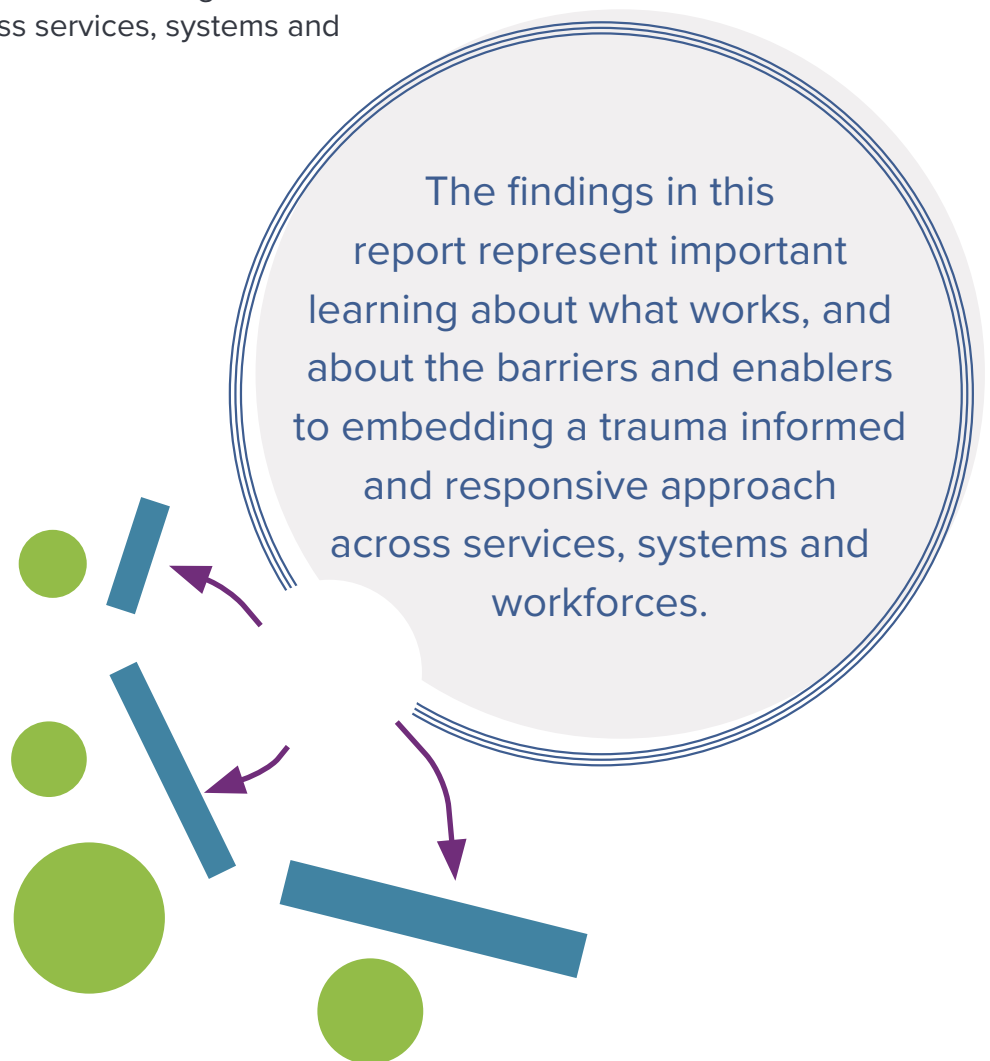 ss services, systems and
The findings in this
report represent important
learning about what works, and
about the barriers and enablers
to embedding a trauma informed
and responsive approach
across services, systems and
workforces.